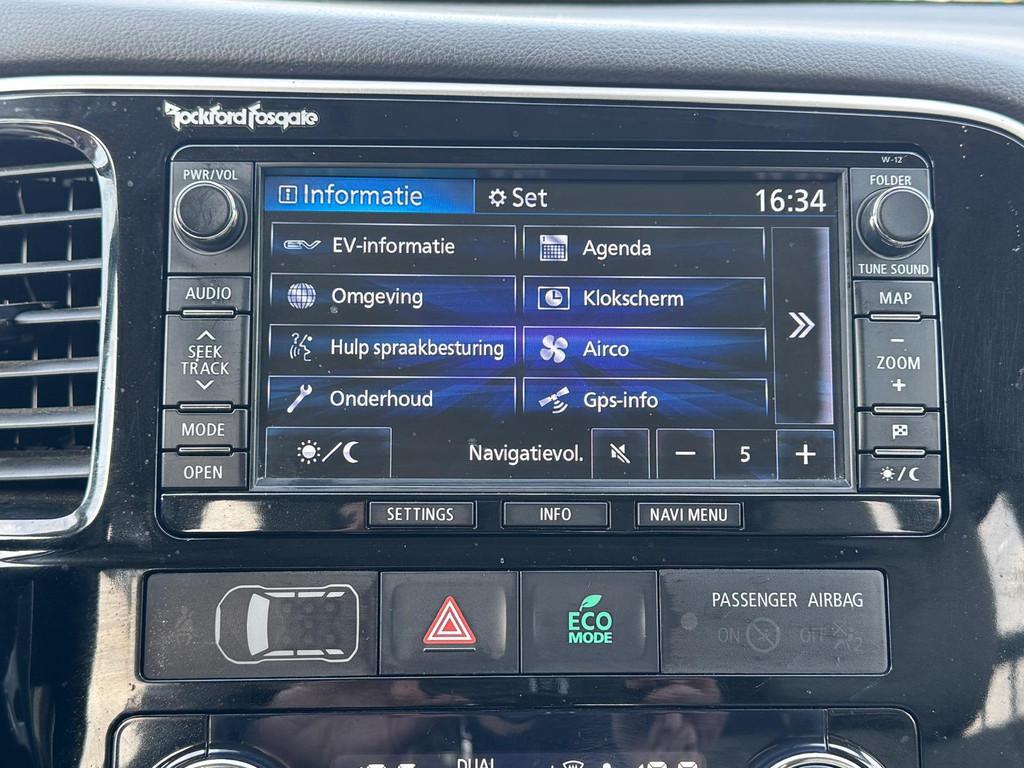 Rockford Fosgate
W-12
PWR/VOL
FOLDER
TUNE SOUND
Informatie
Set
16:34
EV EV-informatie
Agenda
Omgeving
Klokscherm
Hulp spraakbesturing
Airco
Onderhoud
Gps-info
Navigatievol.
5
AUDIO
SEEK
TRACK
MODE
OPEN
MAP
ZOOM
SETTINGS
INFO
NAVI MENU
ECO
MODE
PASSENGER AIRBAG
ON
OFF
DUAL